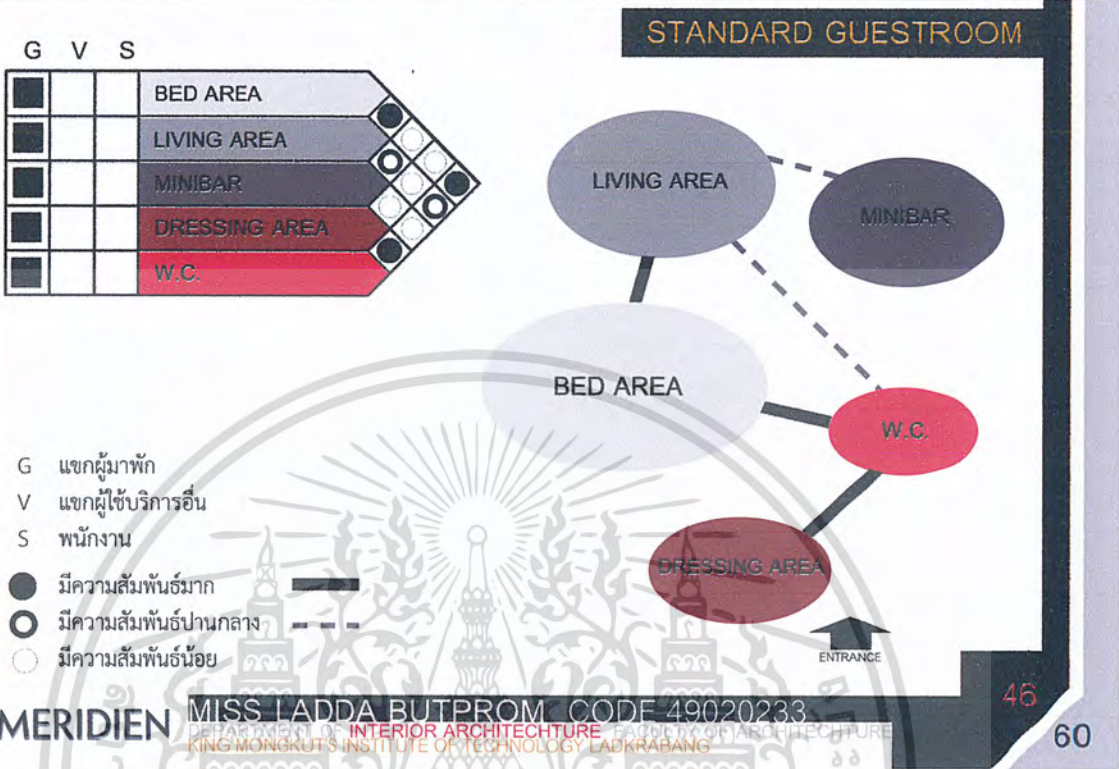 STANDARD GUESTROOM
G V S
BED AREA
LIVING AREA
MINIBAR
DRESSING AREA
W.C.
LIVING AREA
MINIBAR
BED AREA
W.C.
DRESSING AREA
ENTRANCE
G แขกผู้มาพัก
V แขกผู้ใช้บริการอื่น
S พนักงาน
มีความสัมพันธ์มาก
มีความสัมพันธ์ปานกลาง
มีความสัมพันธ์น้อย
MERIDIEN
MISS ADDA BUTPROM CODE 49020233
DEPARTMENT OF INTERIOR ARCHITECHTURE FACULTY OF ARCHITECHTURE
KING MONGKUT'S INSTITUTE OF TECHNOLOGY LADKRABANG
46
60